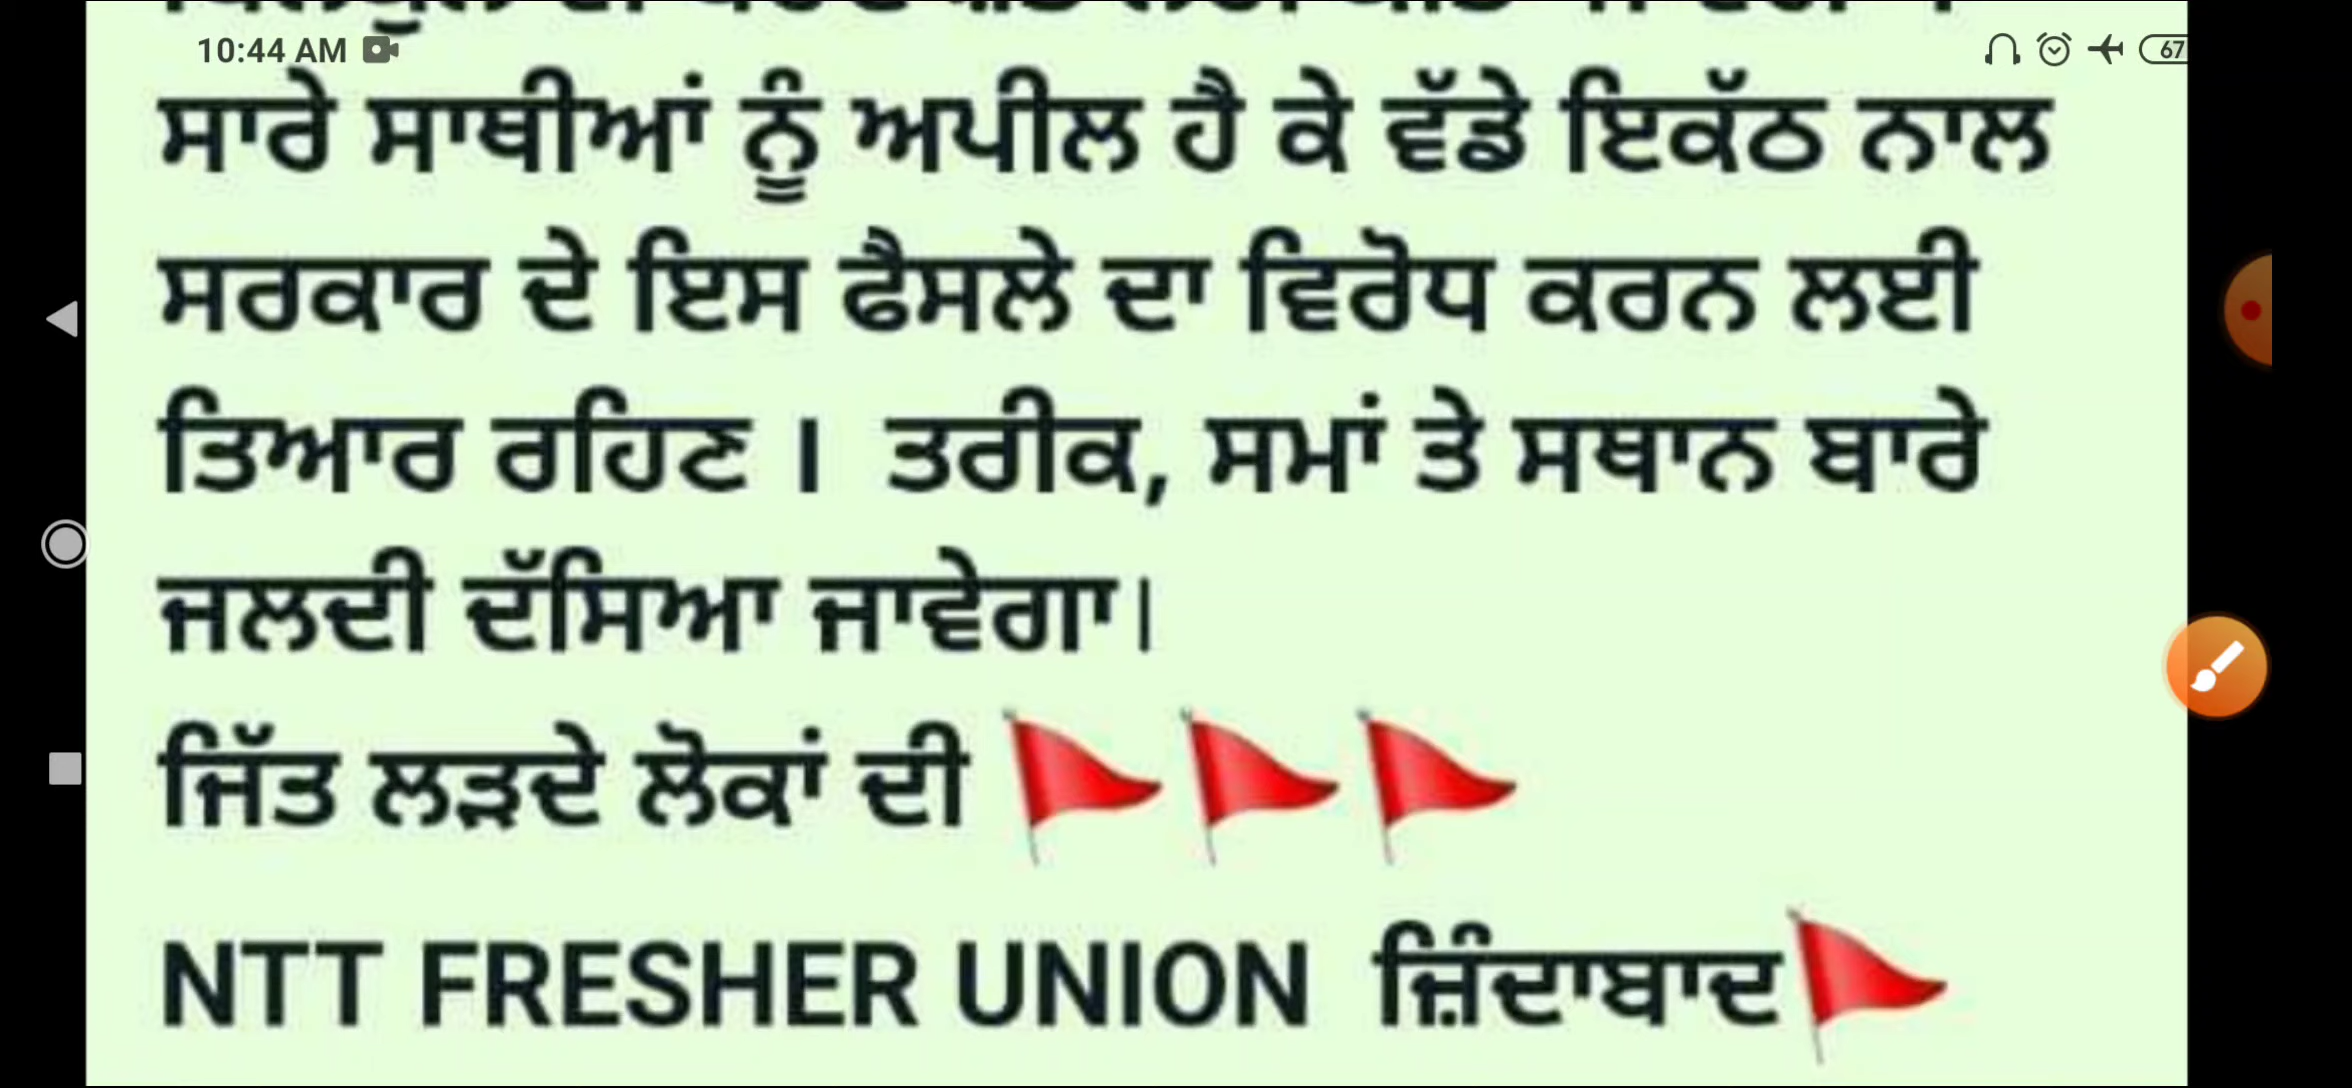 10:44 AM
67
ਸਾਰੇ ਸਾਥੀਆਂ ਨੂੰ ਅਪੀਲ ਹੈ ਕੇ ਵੱਡੇ ਇਕੱਠ ਨਾਲ
ਸਰਕਾਰ ਦੇ ਇਸ ਫੈਸਲੇ ਦਾ ਵਿਰੋਧ ਕਰਨ ਲਈ
ਤਿਆਰ ਰਹਿਣ । ਤਰੀਕ, ਸਮਾਂ ਤੇ ਸਥਾਨ ਬਾਰੇ
ਜਲਦੀ ਦੱਸਿਆ ਜਾਵੇਗਾ।
ਜਿੱਤ ਲੜਦੇ ਲੋਕਾਂ ਦੀ 🚩🚩🚩
NTT FRESHER UNION ਜ਼ਿੰਦਾਬਾਦ🚩